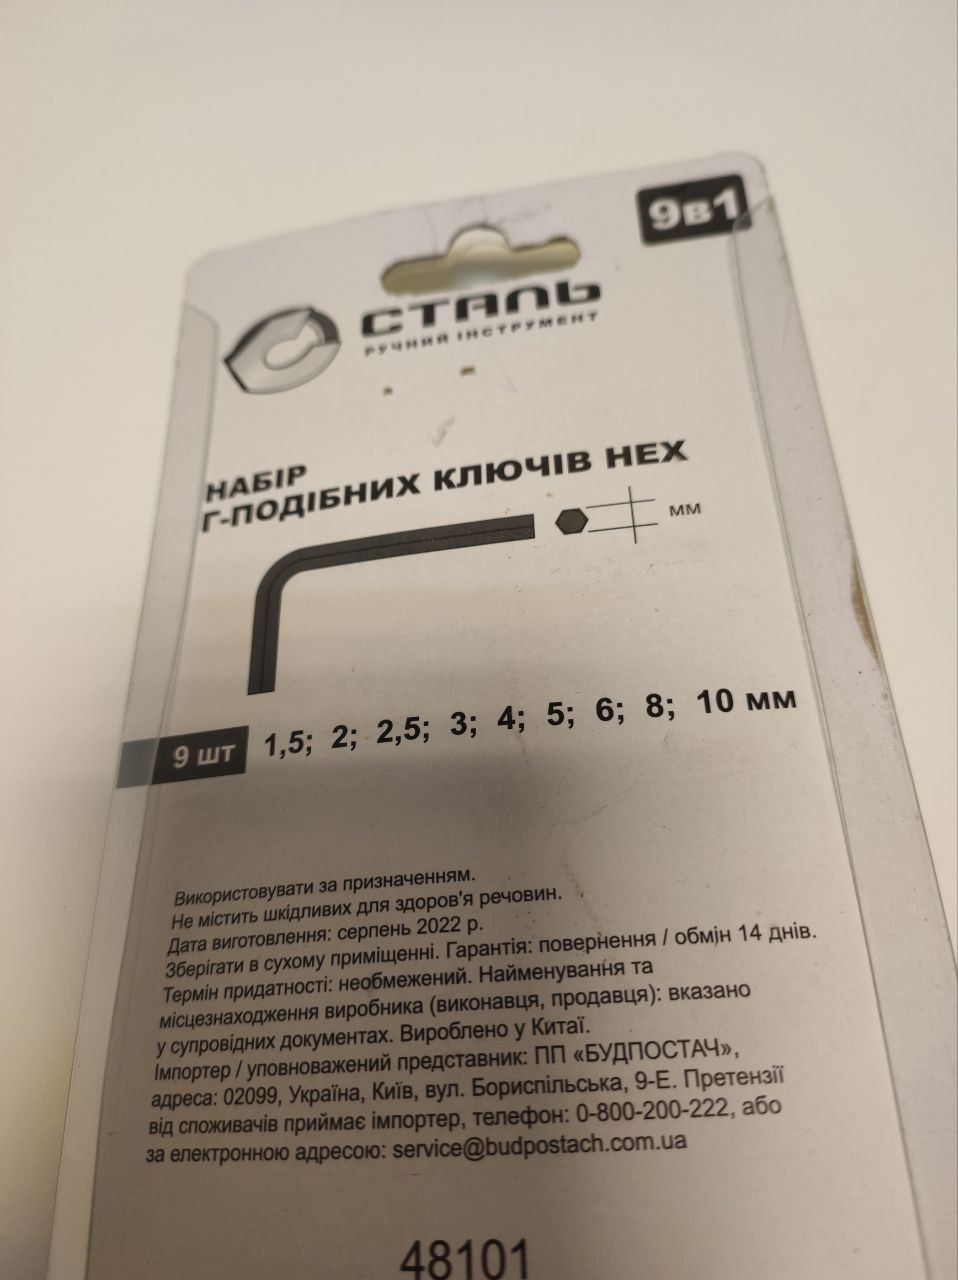 9в1
СТАЛЬ
РУЧНИЙ ІНСТРУМЕНТ
НАБІР
Г-ПОДІБНИХ КЛЮЧІВ HEX
мм
9 шт 1,5; 2; 2,5; 3; 4; 5; 6; 8; 10 мм
Використовувати за призначенням.
Не містить шкідливих для здоров'я речовин.
Дата виготовлення: серпень 2022 р.
Зберігати в сухому приміщенні. Гарантія: повернення / обмін 14 днів.
Термін придатності: необмежений. Найменування та
місцезнаходження виробника (виконавця, продавця): вказано
у супровідних документах. Вироблено у Китаї.
Імпортер / уповноважений представник: ПП «БУДПОСТАЧ»,
адреса: 02099, Україна, Київ, вул. Бориспільська, 9-Е. Претензії
від споживачів приймає імпортер, телефон: 0-800-200-222, або
за електронною адресою: service@budpostach.com.ua
48101